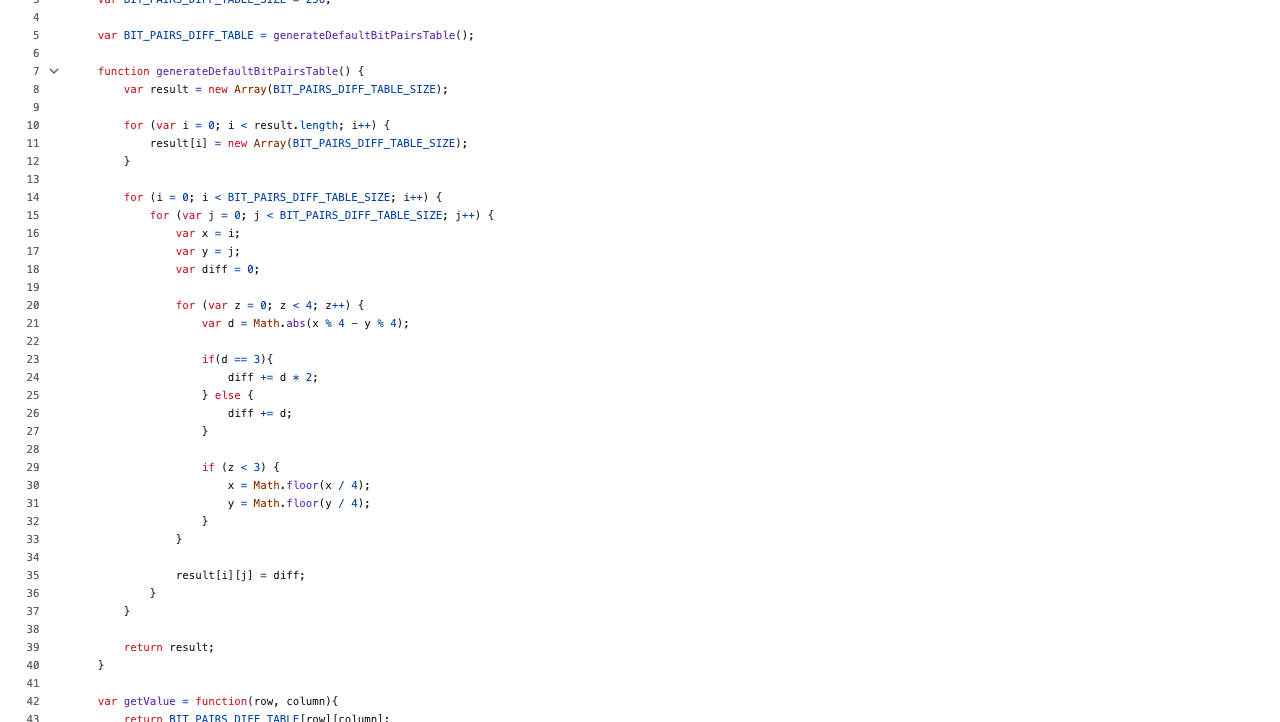 3 var BIT_PAIRS_DIFF_TABLE_SIZE = 256;
4
5 var BIT_PAIRS_DIFF_TABLE = generateDefaultBitPairsTable();
6
7 function generateDefaultBitPairsTable() {
8 var result = new Array(BIT_PAIRS_DIFF_TABLE_SIZE);
9
10 for (var i = 0; i < result.length; i++) {
11 result[i] = new Array(BIT_PAIRS_DIFF_TABLE_SIZE);
12 }
13
14 for (i = 0; i < BIT_PAIRS_DIFF_TABLE_SIZE; i++) {
15 for (var j = 0; j < BIT_PAIRS_DIFF_TABLE_SIZE; j++) {
16 var x = i;
17 var y = j;
18 var diff = 0;
19
20 for (var z = 0; z < 4; z++) {
21 var d = Math.abs(x % 4 - y % 4);
22
23 if(d == 3){
24 diff += d * 2;
25 } else {
26 diff += d;
27 }
28
29 if (z < 3) {
30 x = Math.floor(x / 4);
31 y = Math.floor(y / 4);
32 }
33 }
34
35 result[i][j] = diff;
36 }
37 }
38
39 return result;
40 }
41
42 var getValue = function(row, column){
43 return BIT_PAIRS_DIFF_TABLE[row][column];